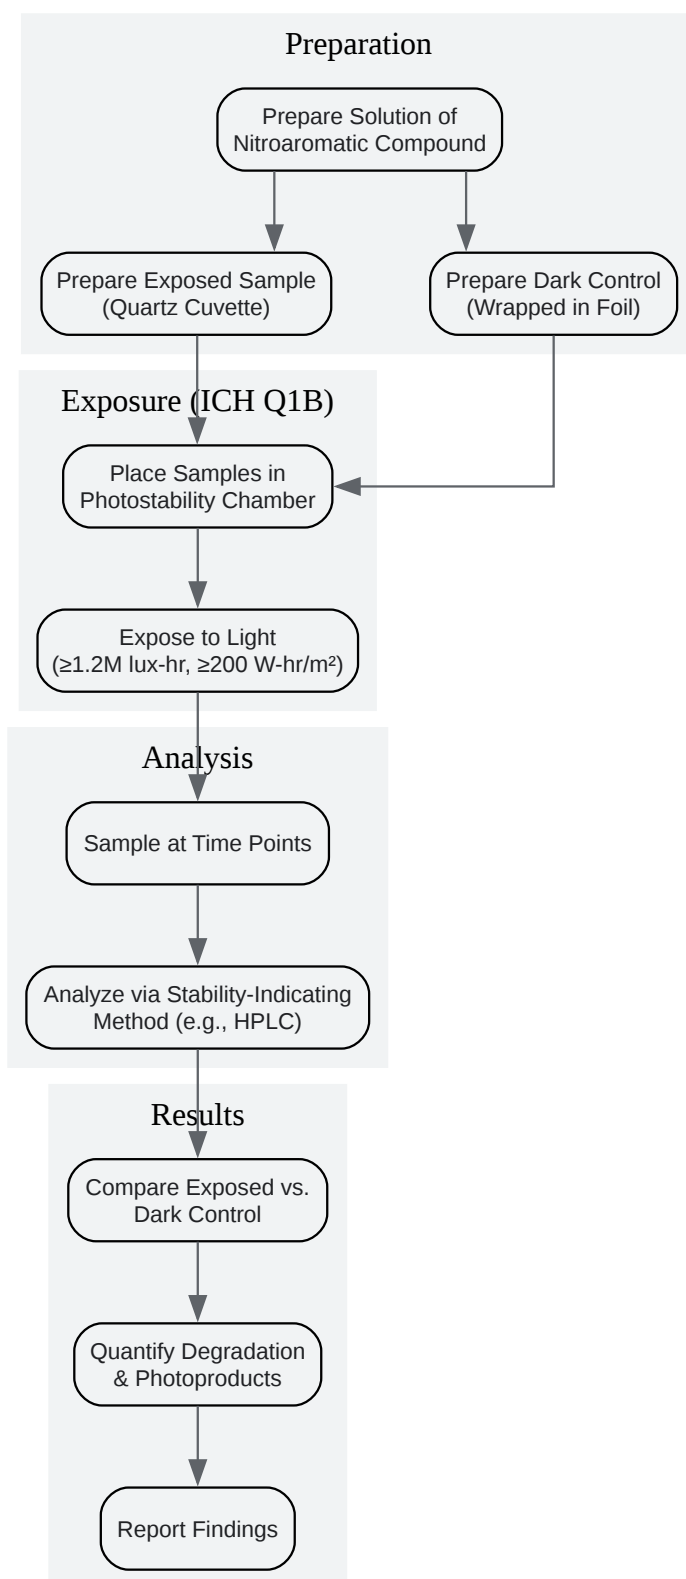 Preparation
Prepare Solution of
Nitroaromatic Compound
Prepare Exposed Sample
(Quartz Cuvette)
Prepare Dark Control
(Wrapped in Foil)
Exposure (ICH Q1B)
Place Samples in
Photostability Chamber
Expose to Light
(≥1.2M lux-hr, ≥200 W-hr/m²)
Analysis
Sample at Time Points
Analyze via Stability-Indicating
Method (e.g., HPLC)
Results
Compare Exposed vs.
Dark Control
Quantify Degradation
& Photoproducts
Report Findings